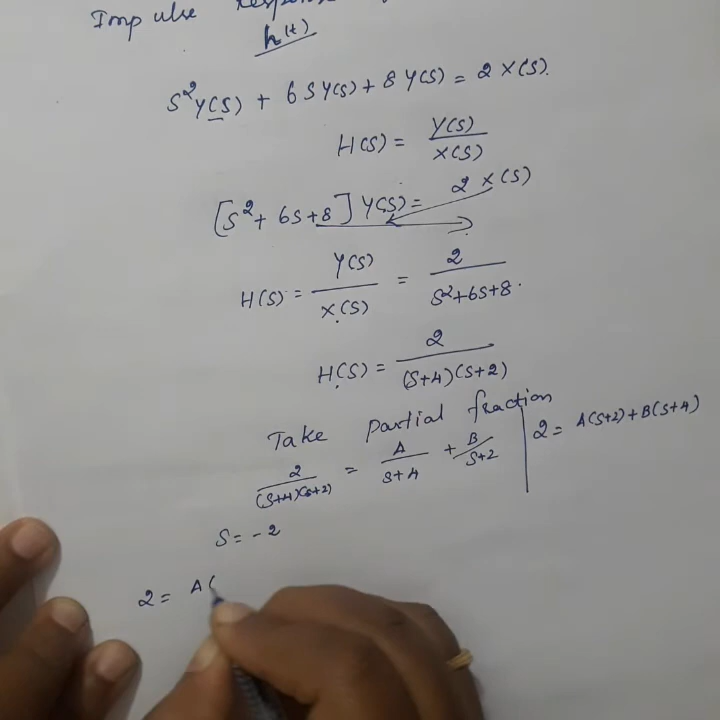 Impulse Response
h(t)
S²Y(S) + 6SY(S) + 8Y(S) = 2X(S).
H(S) = Y(S)/X(S)
[S²+6S+8]Y(S) = 2X(S)
H(S) = Y(S)/X(S) = 2/S²+6S+8.
H(S) = 2/(S+4)(S+2)
Take Partial fraction
2/(S+4)(S+2) = A/S+4 + B/S+2 | 2 = A(S+2)+B(S+4)
S = -2
2 = A(